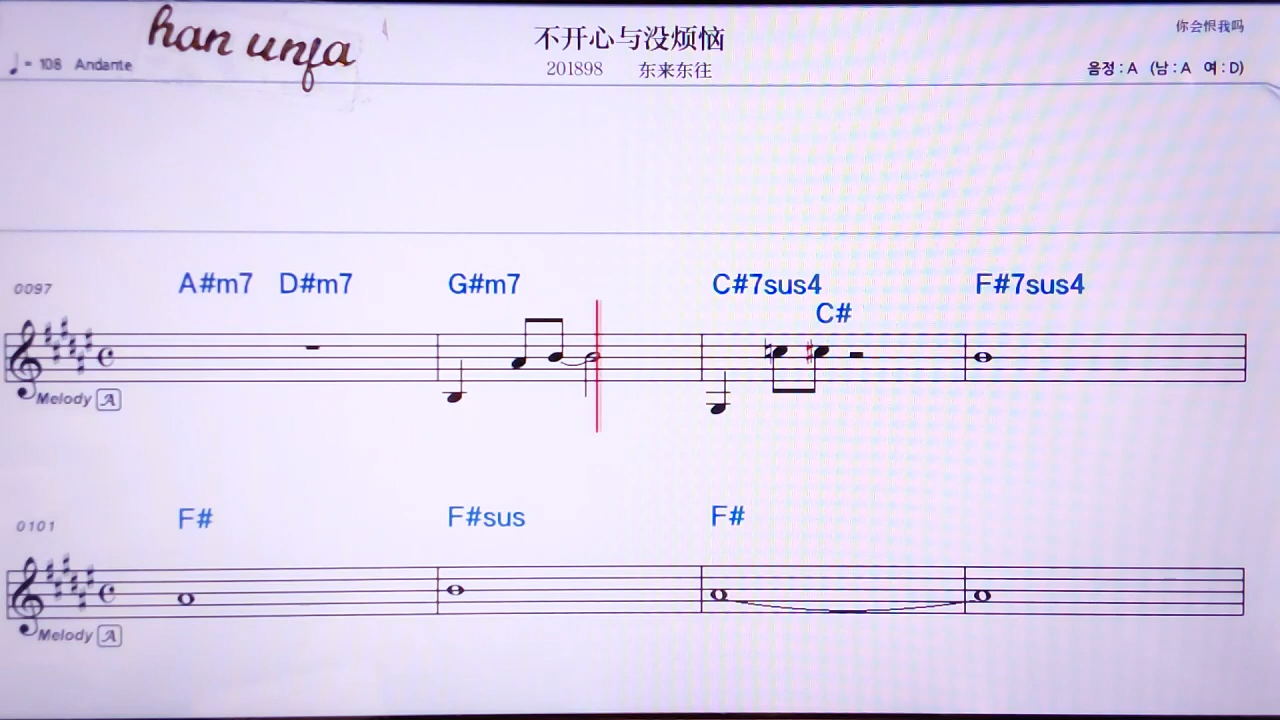 han unfa
不开心与没烦恼
你会恨我吗
♩= 108 Andante
201898 东来东往
음정 : A (남 : A 여 : D)
0097
A#m7 D#m7 G#m7 C#7sus4 F#7sus4
C#
Melody A
0101
F# F#sus F#
Melody A